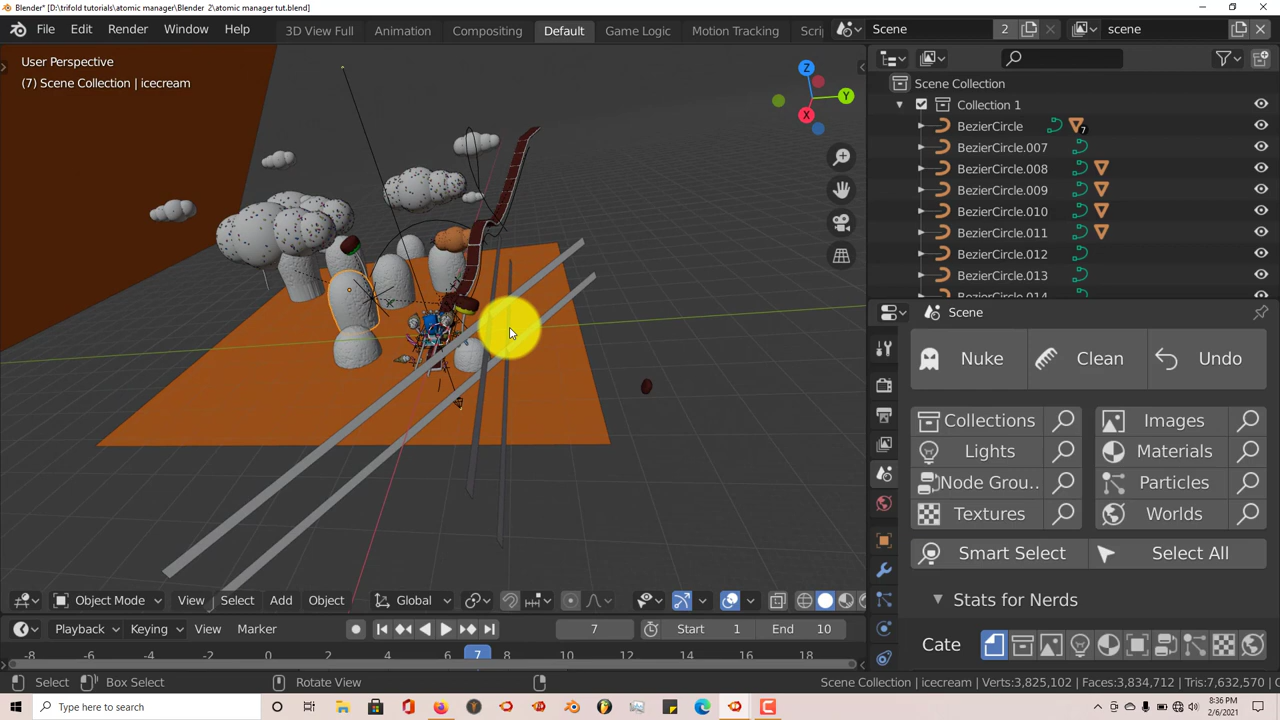 Blender* [D:\trifold tutorials\atomic manager\Blender 2\atomic manager tut.blend]
File Edit Render Window Help 3D View Full Animation Compositing Default Game Logic Motion Tracking Scri Scene 2 scene
User Perspective
(7) Scene Collection | icecream
Z
Y
X
Scene Collection
Collection 1
BezierCircle 7
BezierCircle.007
BezierCircle.008
BezierCircle.009
BezierCircle.010
BezierCircle.011
BezierCircle.012
BezierCircle.013
BezierCircle.014
Scene
Nuke Clean Undo
Collections Images
Lights Materials
Node Grou.. Particles
Textures Worlds
Smart Select Select All
Stats for Nerds
Cate
Object Mode View Select Add Object Global
Playback Keying View Marker 7 Start 1 End 10
-8 -6 -4 -2 0 2 4 6 7 8 10 12 14 16 18
Select Box Select Rotate View Scene Collection | icecream | Verts:3,825,102 | Faces:3,834,712 | Tris:7,632,570 |
Type here to search
8:36 PM
2/6/2021